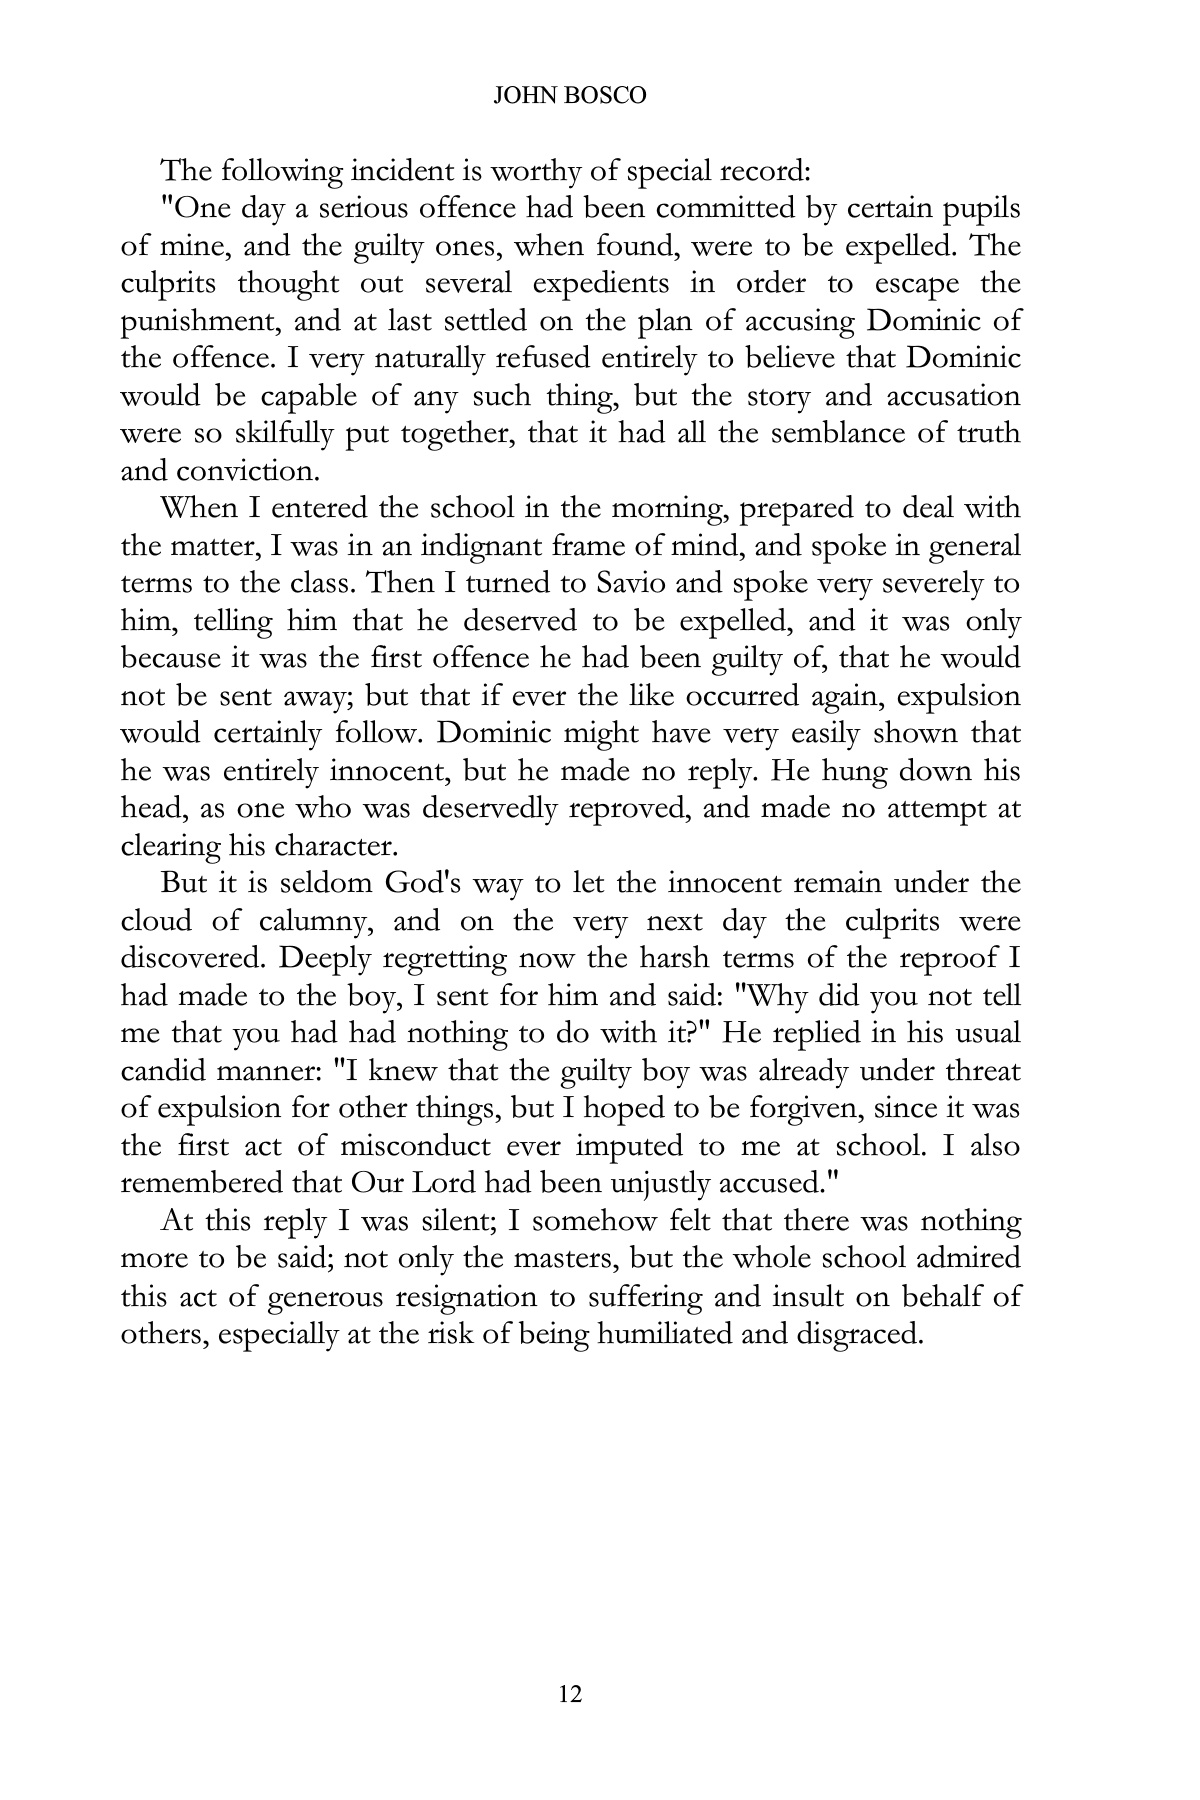 JOHN BOSCO
The following incident is worthy of special record:
"One day a serious offence had been committed by certain pupils
of mine, and the guilty ones, when found, were to be expelled. The
culprits thought out several expedients in order to escape the
punishment, and at last settled on the plan of accusing Dominic of
the offence. I very naturally refused entirely to believe that Dominic
would be capable of any such thing, but the story and accusation
were so skilfully put together, that it had all the semblance of truth
and conviction.
When I entered the school in the morning, prepared to deal with
the matter, I was in an indignant frame of mind, and spoke in general
terms to the class. Then I turned to Savio and spoke very severely to
him, telling him that he deserved to be expelled, and it was only
because it was the first offence he had been guilty of, that he would
not be sent away; but that if ever the like occurred again, expulsion
would certainly follow. Dominic might have very easily shown that
he was entirely innocent, but he made no reply. He hung down his
head, as one who was deservedly reproved, and made no attempt at
clearing his character.
But it is seldom God's way to let the innocent remain under the
cloud of calumny, and on the very next day the culprits were
discovered. Deeply regretting now the harsh terms of the reproof I
had made to the boy, I sent for him and said: "Why did you not tell
me that you had had nothing to do with it?" He replied in his usual
candid manner: "I knew that the guilty boy was already under threat
of expulsion for other things, but I hoped to be forgiven, since it was
the first act of misconduct ever imputed to me at school. I also
remembered that Our Lord had been unjustly accused."
At this reply I was silent; I somehow felt that there was nothing
more to be said; not only the masters, but the whole school admired
this act of generous resignation to suffering and insult on behalf of
others, especially at the risk of being humiliated and disgraced.
12